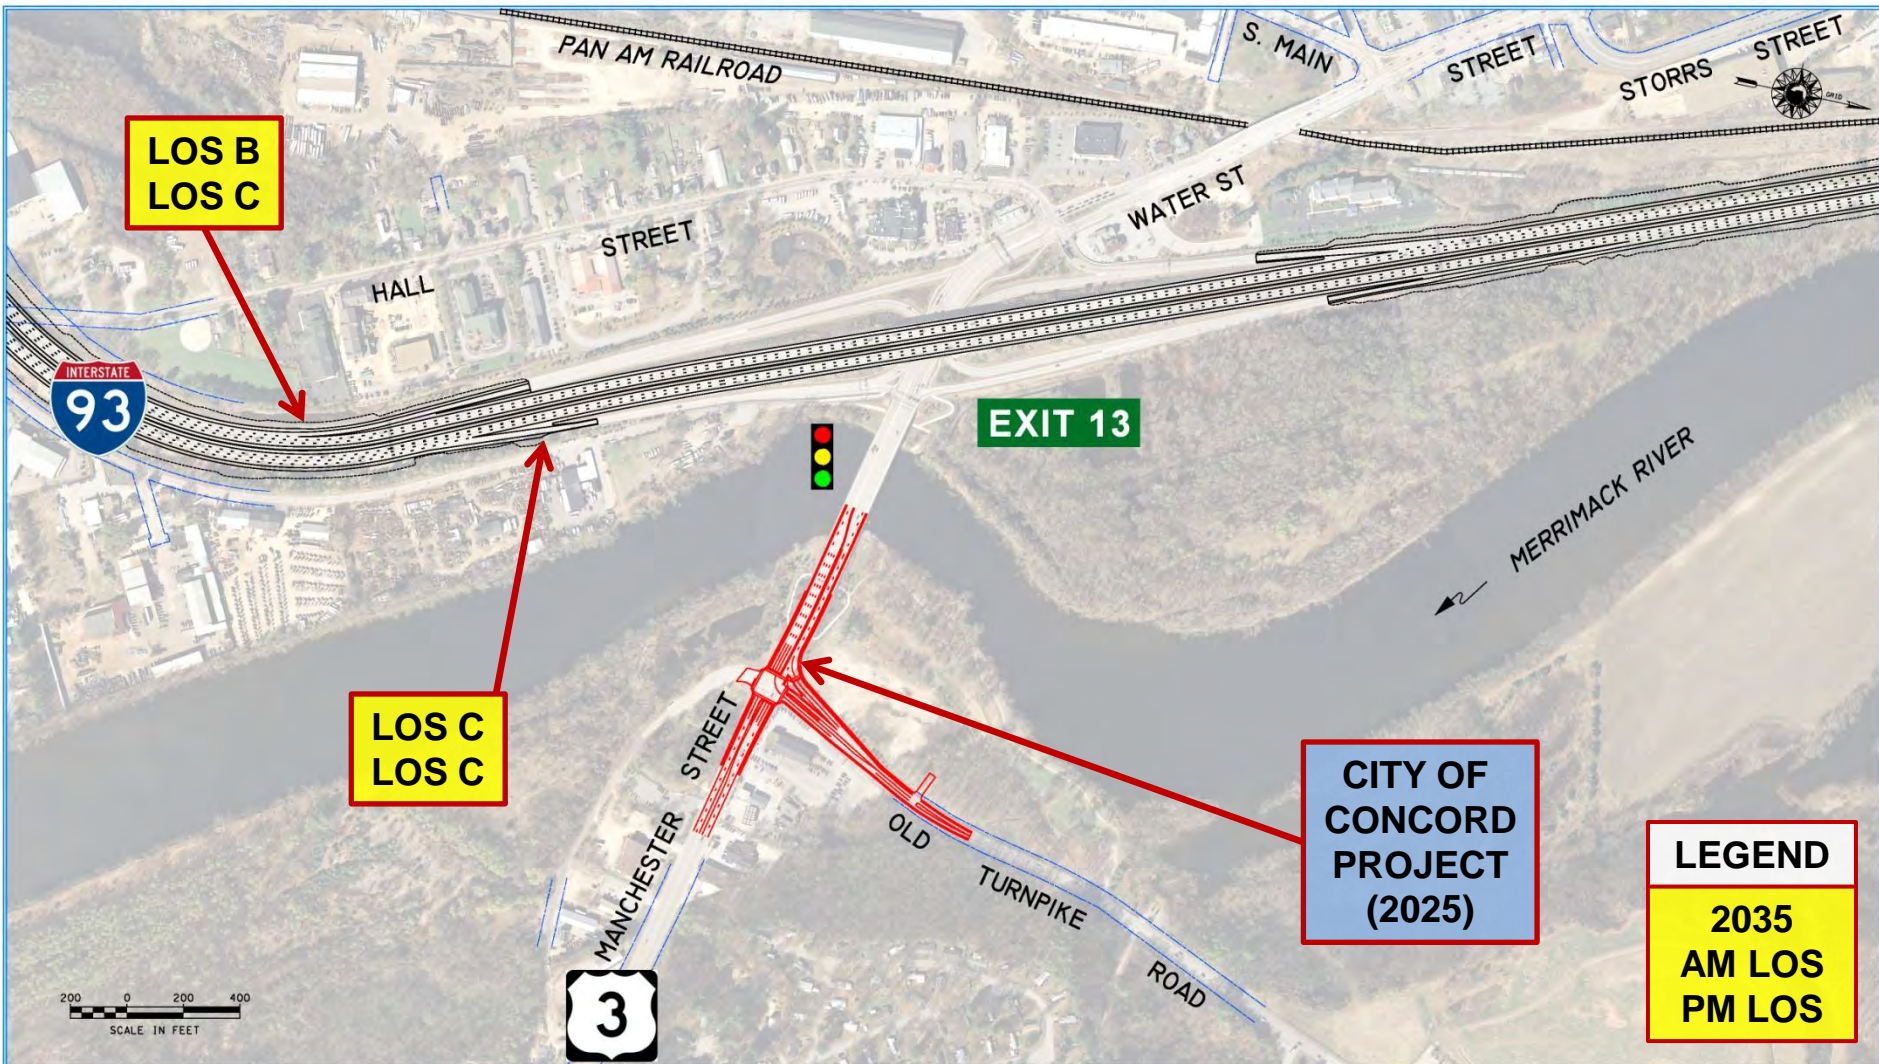 PAN AM RAILROAD
S. MAIN
STREET
STORRS
STREET
GRID
LOS B
LOS C
WATER ST
STREET
HALL
INTERSTATE
93
EXIT 13
MERRIMACK RIVER
LOS C
LOS C
MANCHESTER
STREET
OLD
TURNPIKE
ROAD
CITY OF
CONCORD
PROJECT
(2025)
LEGEND
2035
AM LOS
PM LOS
3
200 0 200 400
SCALE IN FEET